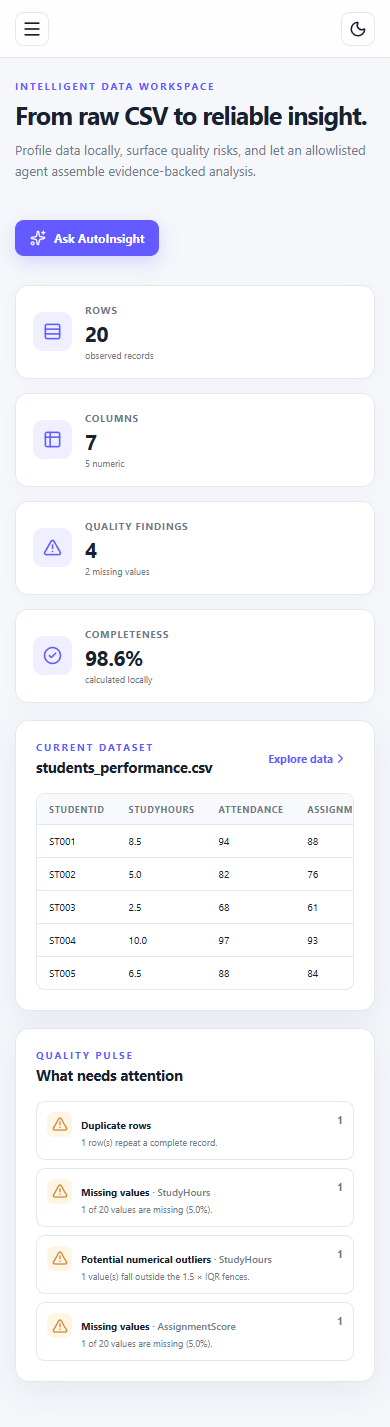 INTELLIGENT DATA WORKSPACE
From raw CSV to reliable insight.
Profile data locally, surface quality risks, and let an allowlisted
agent assemble evidence-backed analysis.
Ask AutoInsight
ROWS
20
observed records
COLUMNS
7
5 numeric
QUALITY FINDINGS
4
2 missing values
COMPLETENESS
98.6%
calculated locally
CURRENT DATASET
students_performance.csv
Explore data
STUDENTID STUDYHOURS ATTENDANCE ASSIGNM
ST001 8.5 94 88
ST002 5.0 82 76
ST003 2.5 68 61
ST004 10.0 97 93
ST005 6.5 88 84
QUALITY PULSE
What needs attention
Duplicate rows 1
1 row(s) repeat a complete record.
Missing values · StudyHours 1
1 of 20 values are missing (5,0%).
Potential numerical outliers · StudyHours 1
1 value(s) fall outside the 1.5 × IQR fences.
Missing values · AssignmentScore 1
1 of 20 values are missing (5,0%).